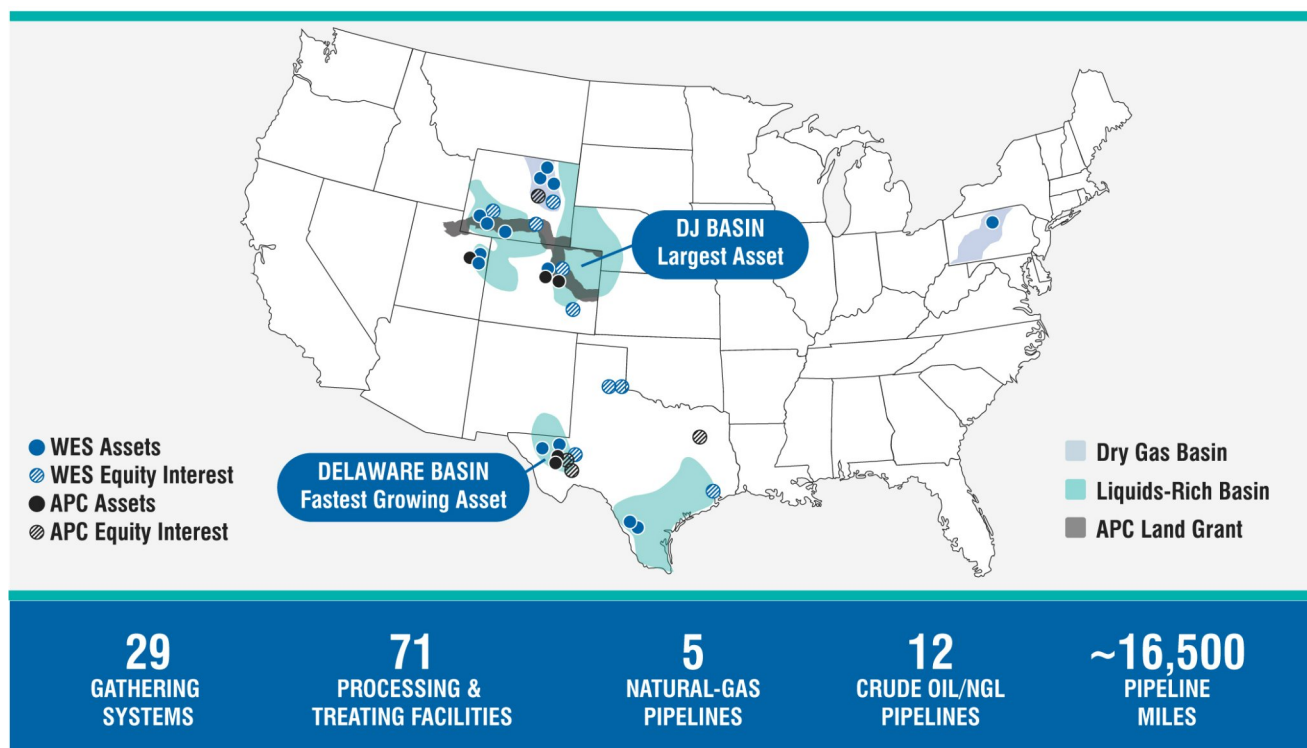 DJ BASIN
Largest Asset
DELAWARE BASIN
Fastest Growing Asset
WES Assets
WES Equity Interest
APC Assets
APC Equity Interest
Dry Gas Basin
Liquids-Rich Basin
APC Land Grant
29
GATHERING
SYSTEMS
71
PROCESSING &
TREATING FACILITIES
5
NATURAL-GAS
PIPELINES
12
CRUDE OIL/NGL
PIPELINES
~16,500
PIPELINE
MILES